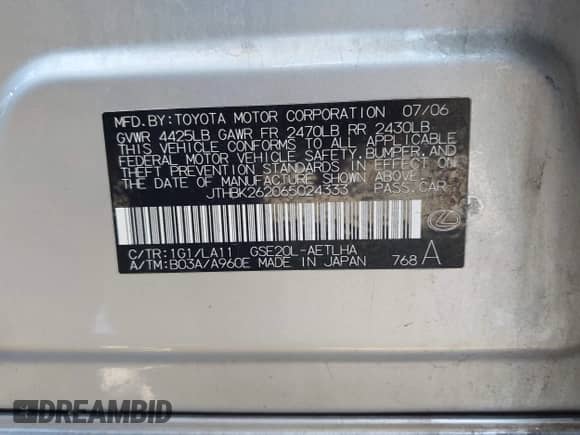 MFD.BY:TOYOTA MOTOR CORPORATION 07/06
GVWR 4425LB GAWR FR 2470LB RR 2430LB
THIS VEHICLE CONFORMS TO ALL APPLICABLE
FEDERAL MOTOR VEHICLE SAFETY, BUMPER, AND
THEFT PREVENTION STANDARDS IN EFFECT ON
THE DATE OF MANUFACTURE SHOWN ABOVE.
JTHBK262065024333 PASS.CAR
C/TR:1G1/LA11 GSE20L-AETLHA
A/TM:B03A/A960E MADE IN JAPAN 768 A
DREAMBID